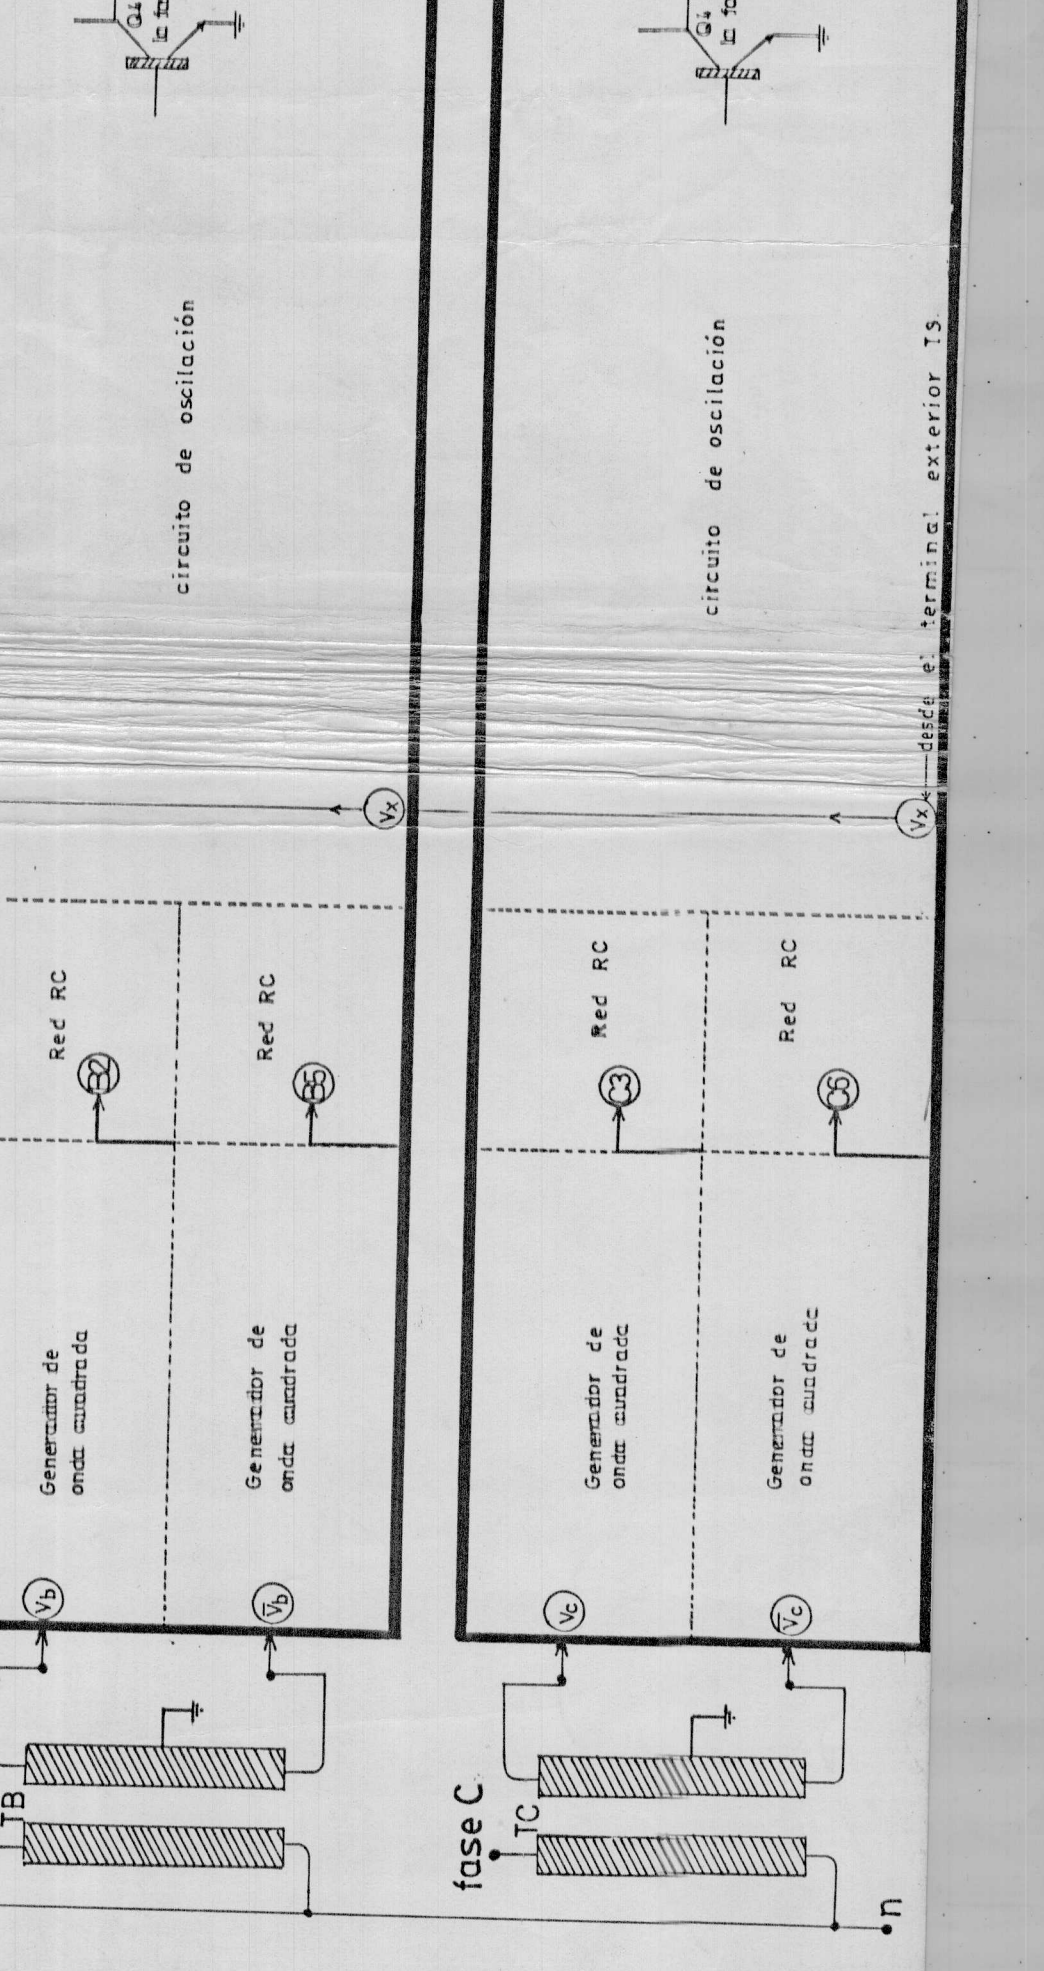 Q4
circuito de oscilación
Vx
Red RC
B2
Red RC
B5
Generador de
onda cuadrada
Generador de
onda cuadrada
Vb
V̅b
TB
Q4
circuito de oscilación
desde el terminal exterior TS.
Vx
Red RC
C3
Red RC
C6
Generador de
onda cuadrada
Generador de
onda cuadrada
Vc
V̅c
fase C
TC
n